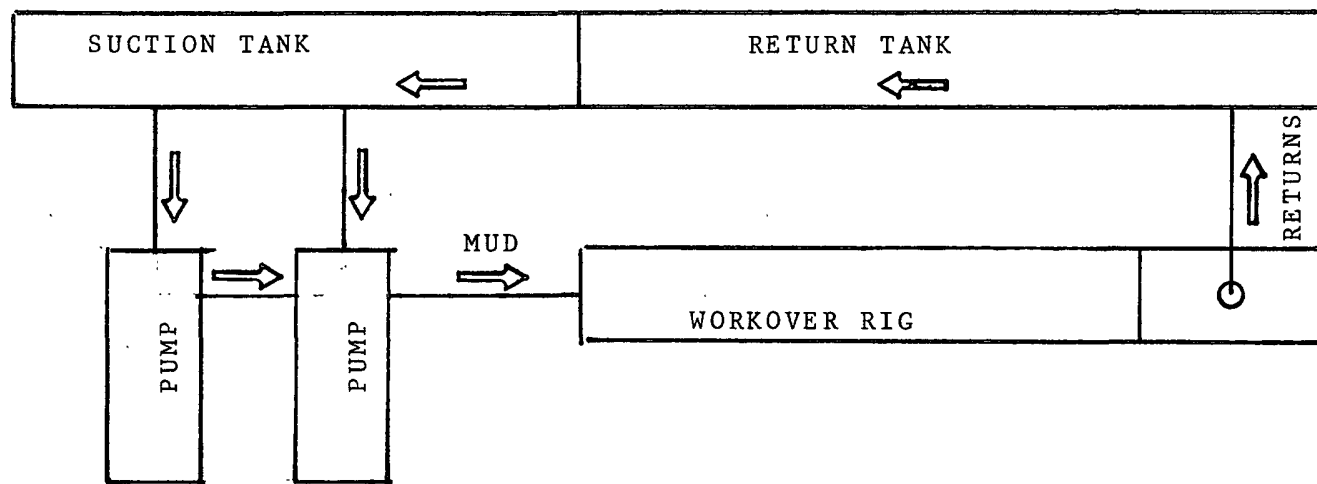 SUCTION TANK
RETURN TANK
RETURNS
MUD
PUMP
PUMP
WORKOVER RIG